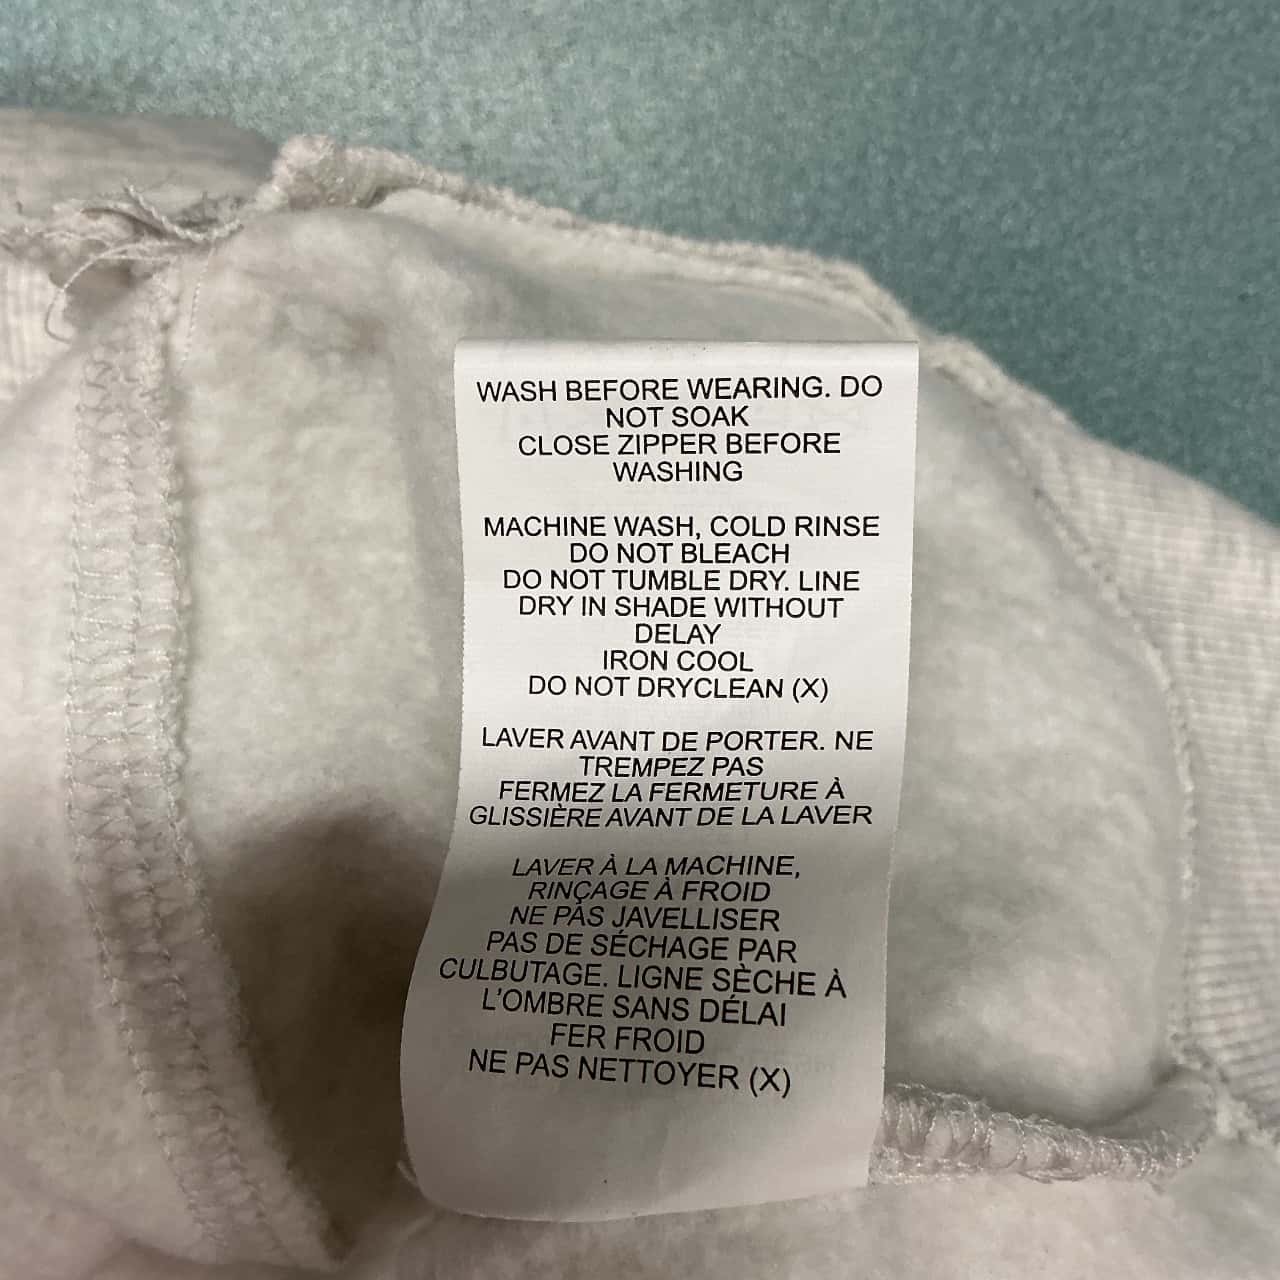 WASH BEFORE WEARING. DO
NOT SOAK
CLOSE ZIPPER BEFORE
WASHING
MACHINE WASH, COLD RINSE
DO NOT BLEACH
DO NOT TUMBLE DRY. LINE
DRY IN SHADE WITHOUT
DELAY
IRON COOL
DO NOT DRYCLEAN (X)
LAVER AVANT DE PORTER. NE
TREMPEZ PAS
FERMEZ LA FERMETURE À
GLISSIÈRE AVANT DE LA LAVER
LAVER À LA MACHINE,
RINÇAGE À FROID
NE PAS JAVELLISER
PAS DE SÉCHAGE PAR
CULBUTAGE. LIGNE SÈCHE À
L'OMBRE SANS DÉLAI
FER FROID
NE PAS NETTOYER (X)